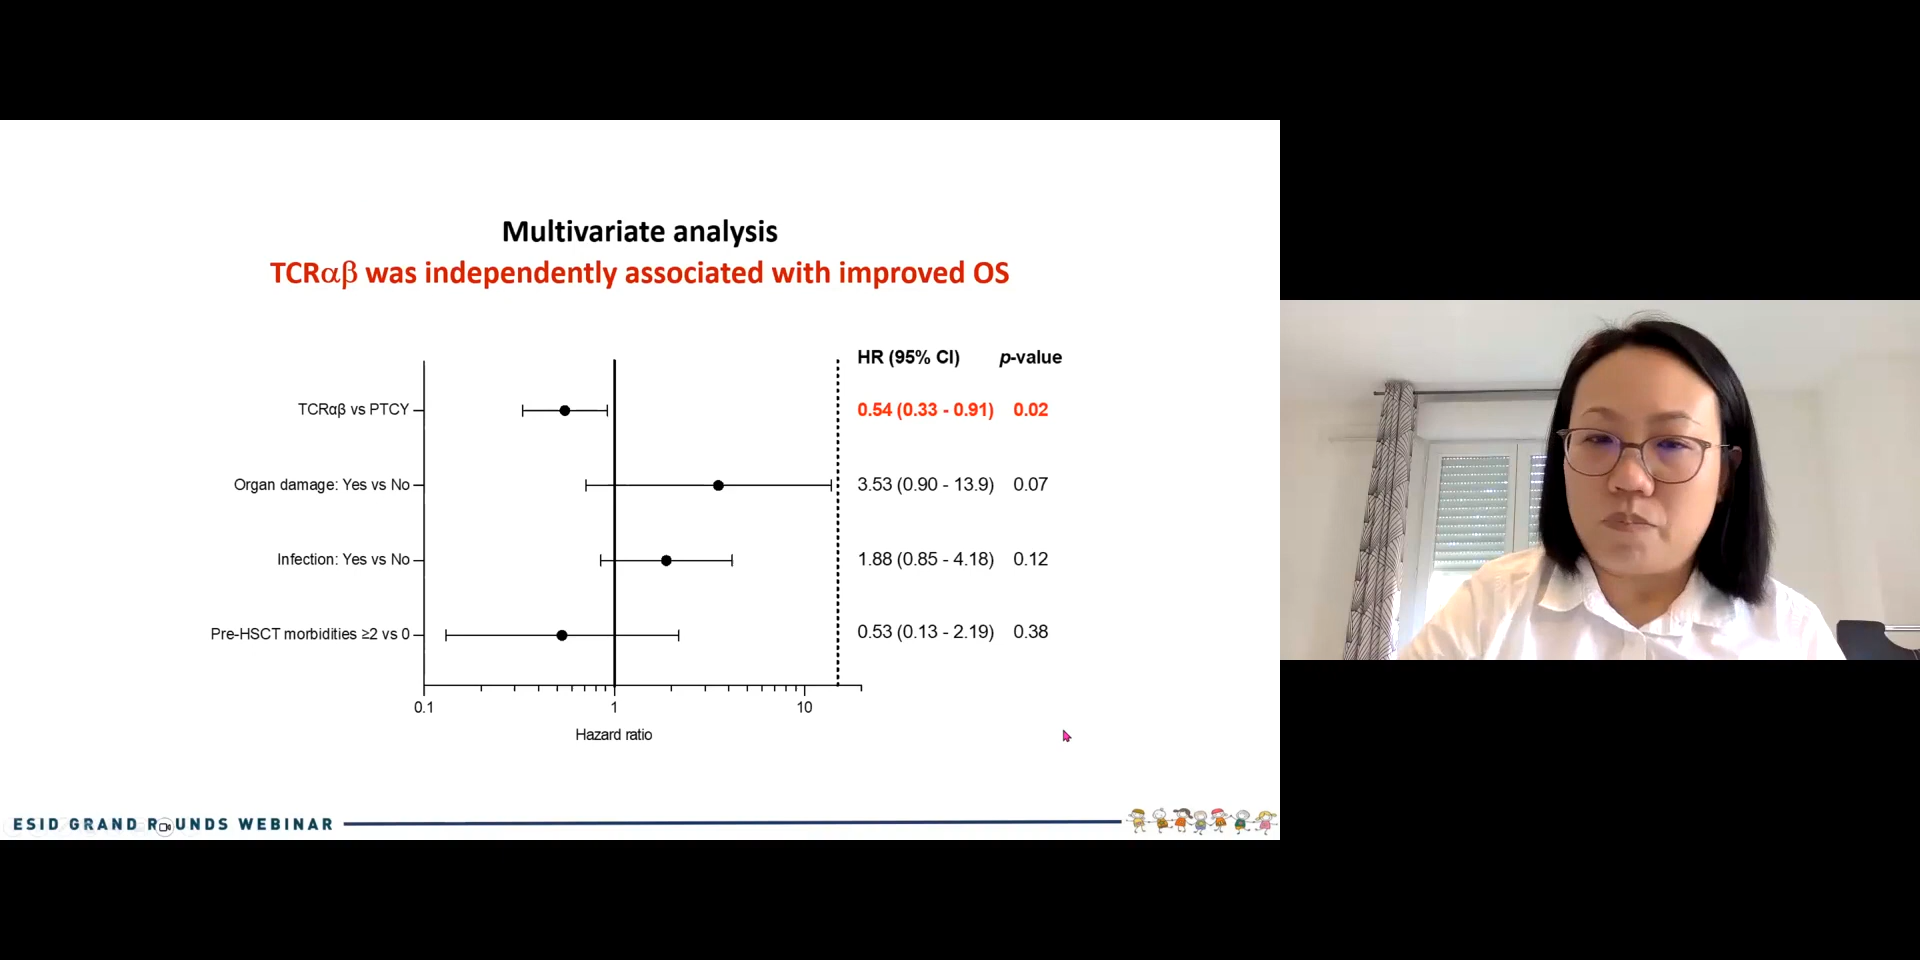 Multivariate analysis
TCRαβ was independently associated with improved OS
HR (95% CI) p-value
TCRαβ vs PTCY 0.54 (0.33 - 0.91) 0.02
Organ damage: Yes vs No 3.53 (0.90 - 13.9) 0.07
Infection: Yes vs No 1.88 (0.85 - 4.18) 0.12
Pre-HSCT morbidities ≥2 vs 0 0.53 (0.13 - 2.19) 0.38
0.1 1 10
Hazard ratio
ESID GRAND ROUNDS WEBINAR